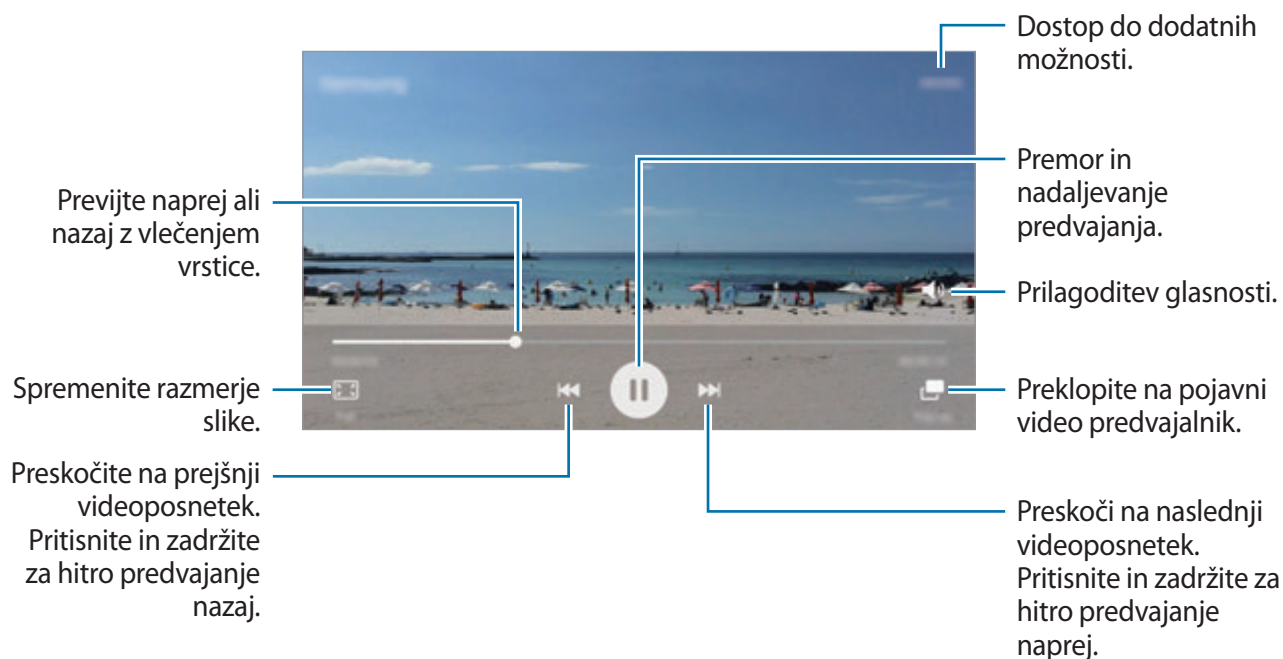 Dostop do dodatnih
možnosti.
Premor in
nadaljevanje
predvajanja.
Previjte naprej ali
nazaj z vlečenjem
vrstice.
Prilagoditev glasnosti.
Spremenite razmerje
slike.
Preklopite na pojavni
video predvajalnik.
Preskočite na prejšnji
videoposnetek.
Pritisnite in zadržite
za hitro predvajanje
nazaj.
Preskoči na naslednji
videoposnetek.
Pritisnite in zadržite za
hitro predvajanje
naprej.